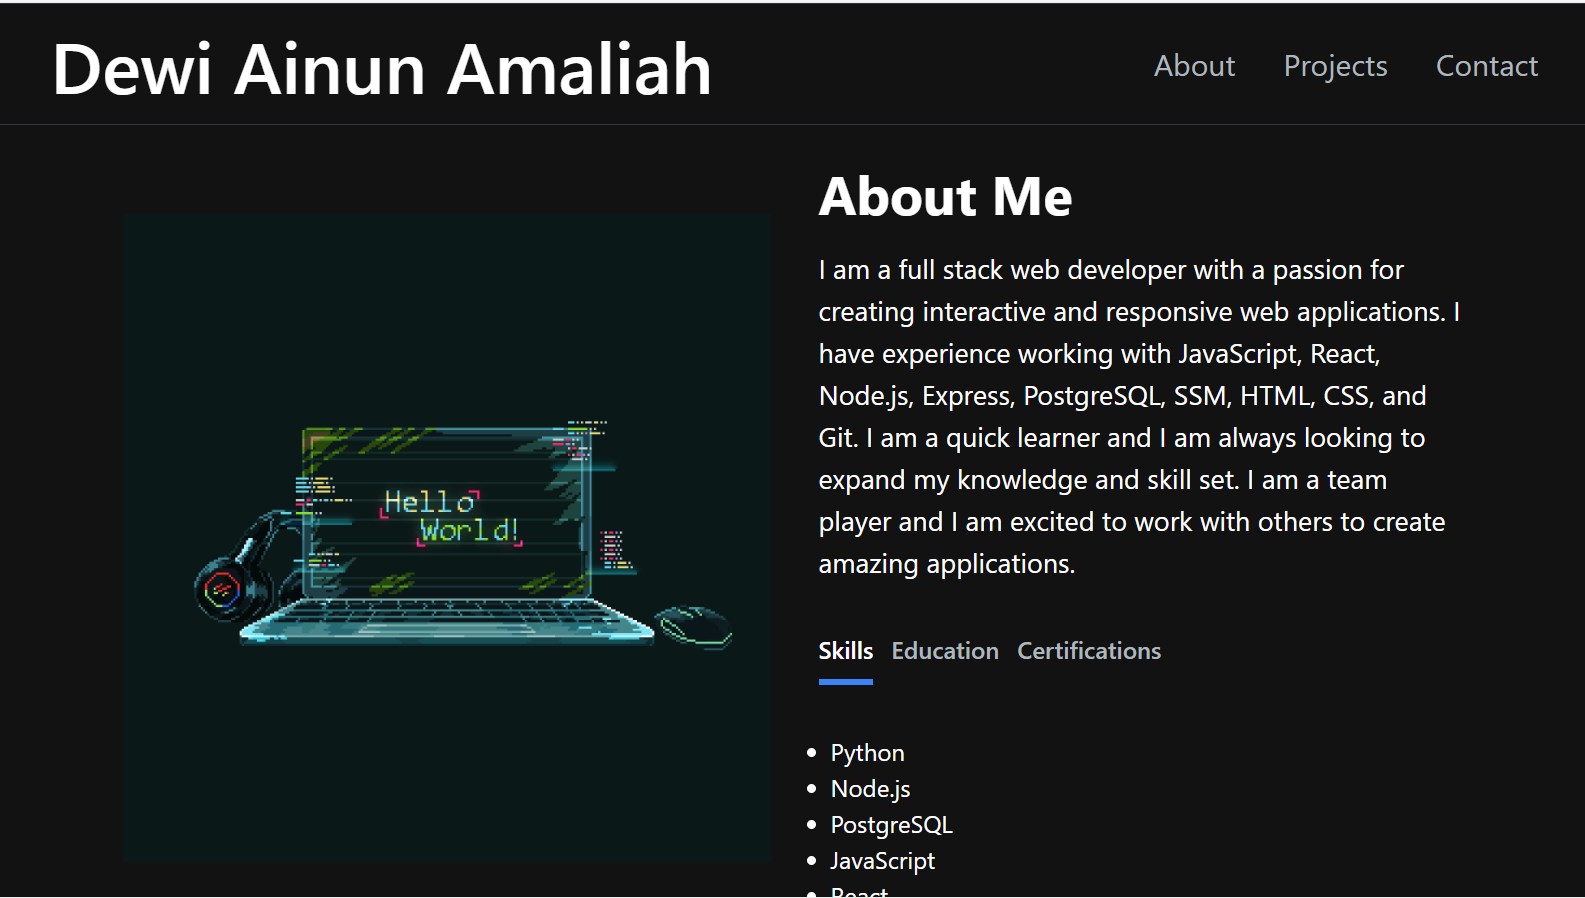 Dewi Ainun Amaliah
About Projects Contact
About Me
I am a full stack web developer with a passion for
creating interactive and responsive web applications. I
have experience working with JavaScript, React,
Node.js, Express, PostgreSQL, SSM, HTML, CSS, and
Git. I am a quick learner and I am always looking to
expand my knowledge and skill set. I am a team
player and I am excited to work with others to create
amazing applications.
Hello
World!
Skills Education Certifications
Python
Node.js
PostgreSQL
JavaScript
React